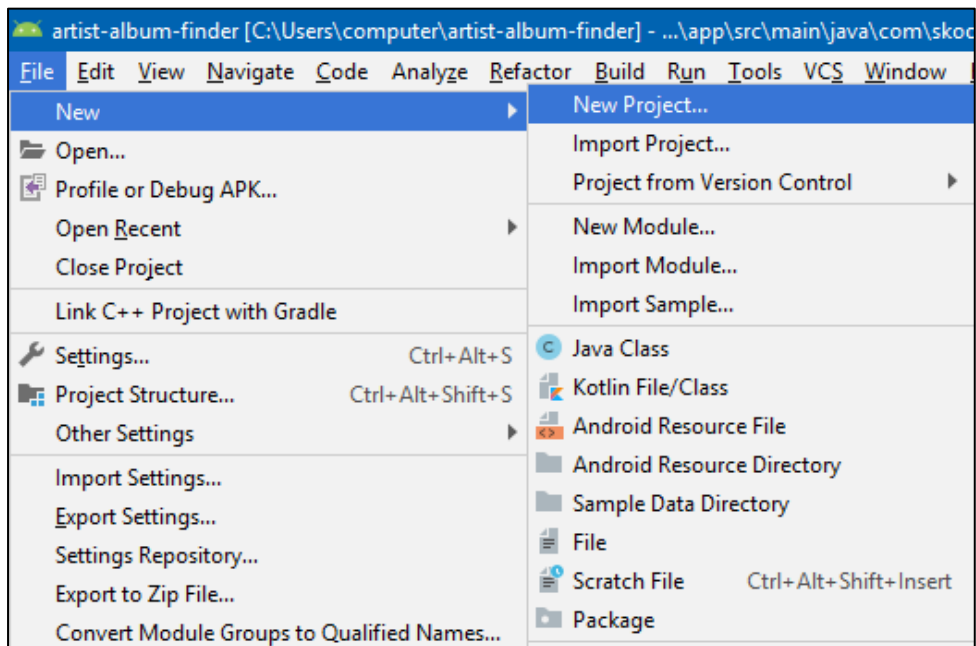 artist-album-finder [C:\Users\computer\artist-album-finder] - ...\app\src\main\java\com\skoc
File Edit View Navigate Code Analyze Refactor Build Run Tools VCS Window
New
Open...
Profile or Debug APK...
Open Recent
Close Project
Link C++ Project with Gradle
Settings... Ctrl+Alt+S
Project Structure... Ctrl+Alt+Shift+S
Other Settings
Import Settings...
Export Settings...
Settings Repository...
Export to Zip File...
Convert Module Groups to Qualified Names...
New Project...
Import Project...
Project from Version Control
New Module...
Import Module...
Import Sample...
Java Class
Kotlin File/Class
Android Resource File
Android Resource Directory
Sample Data Directory
File
Scratch File Ctrl+Alt+Shift+Insert
Package